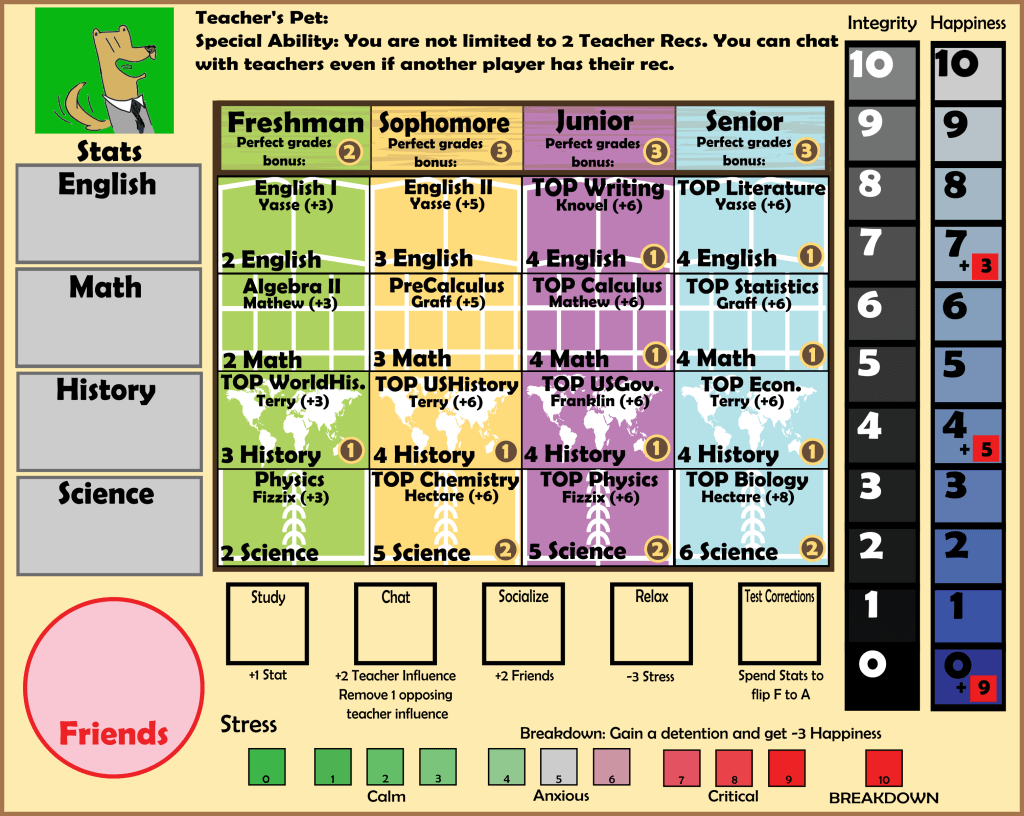 Teacher's Pet:
Special Ability: You are not limited to 2 Teacher Recs. You can chat
with teachers even if another player has their rec.
Integrity Happiness
Stats
English
Math
History
Science
Friends
Freshman
Perfect grades
bonus: 2
Sophomore
Perfect grades
bonus: 3
Junior
Perfect grades
bonus: 3
Senior
Perfect grades
bonus: 3
English I
Yasse (+3)
2 English
English II
Yasse (+5)
3 English
TOP Writing
Knovel (+6)
4 English 1
TOP Literature
Yasse (+6)
4 English 1
Algebra II
Mathew (+3)
2 Math
PreCalculus
Graff (+5)
3 Math
TOP Calculus
Mathew (+6)
4 Math 1
TOP Statistics
Graff (+6)
4 Math 1
TOP WorldHis.
Terry (+3)
3 History 1
TOP USHistory
Terry (+6)
4 History 1
TOP USGov.
Franklin (+6)
4 History 1
TOP Econ.
Terry (+6)
4 History 1
Physics
Fizzix (+3)
2 Science
TOP Chemistry
Hectare (+6)
5 Science 2
TOP Physics
Fizzix (+6)
5 Science 2
TOP Biology
Hectare (+8)
6 Science 2
10 10
9 9
8 8
7 7
+ 3
6 6
5 5
4 4
+ 5
3 3
2 2
1 1
0 0
+ 9
Study
+1 Stat
Chat
+2 Teacher Influence
Remove 1 opposing
teacher influence
Socialize
+2 Friends
Relax
-3 Stress
Test Corrections
Spend Stats to
flip F to A
Stress
Breakdown: Gain a detention and get -3 Happiness
0 1 2 3 4 5 6 7 8 9 10
Calm Anxious Critical BREAKDOWN